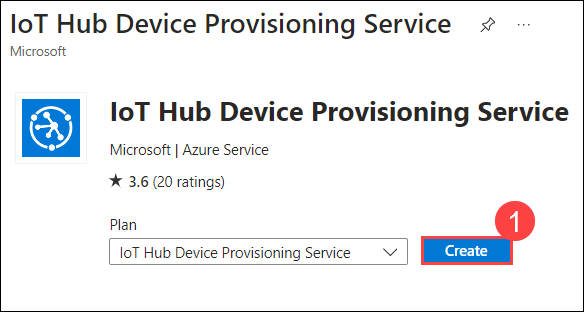 IoT Hub Device Provisioning Service
Microsoft
IoT Hub Device Provisioning Service
Microsoft | Azure Service
★ 3.6 (20 ratings)
Plan
1
IoT Hub Device Provisioning Service
Create